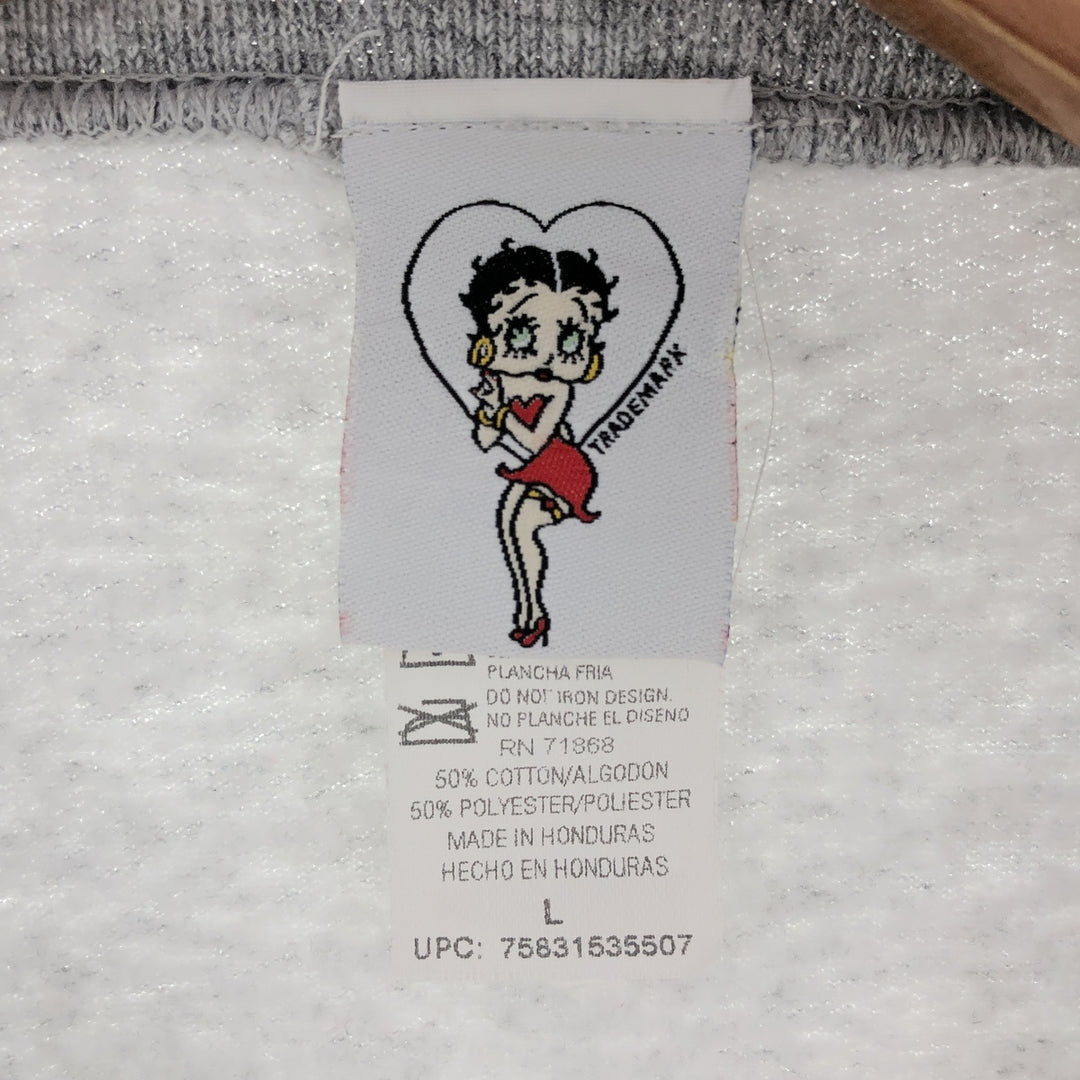 TRADEMARK
PLANCHA FRIA
DO NOT IRON DESIGN.
NO PLANCHE EL DISENO
RN 71868
50% COTTON/ALGODON
50% POLYESTER/POLIESTER
MADE IN HONDURAS
HECHO EN HONDURAS
L
UPC: 75831535507